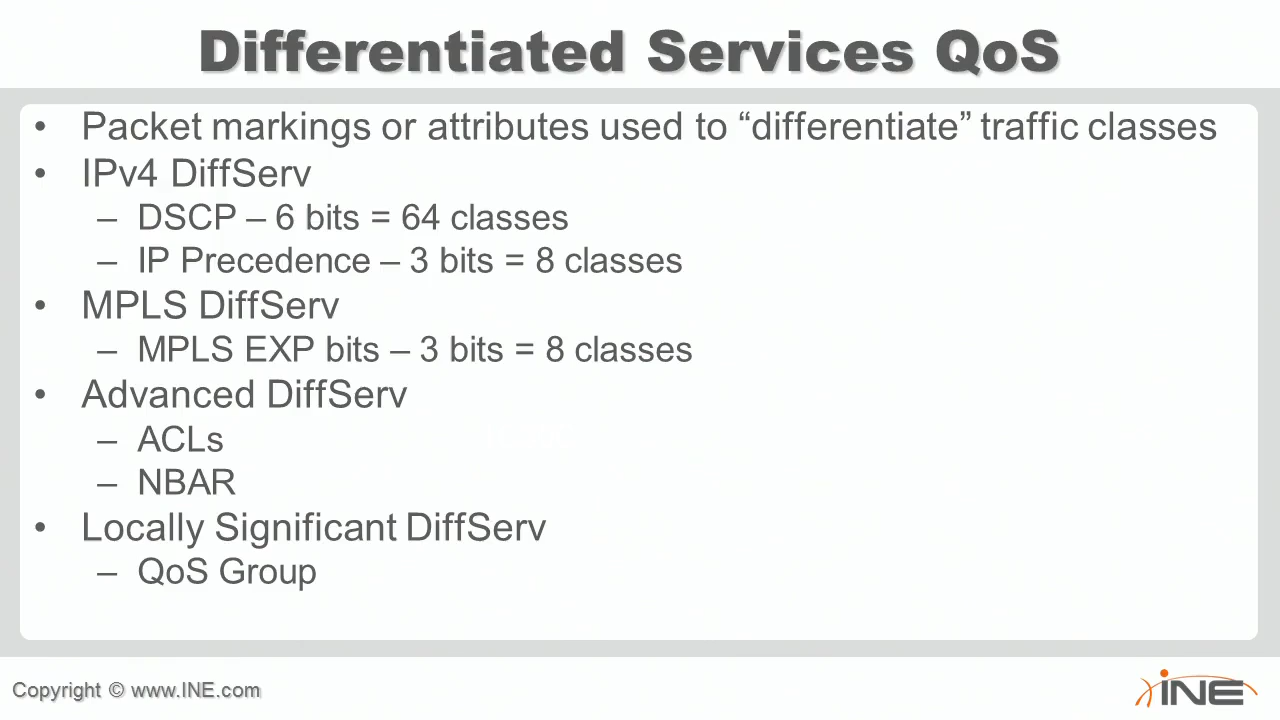 Differentiated Services QoS
• Packet markings or attributes used to “differentiate” traffic classes
• IPv4 DiffServ
– DSCP – 6 bits = 64 classes
– IP Precedence – 3 bits = 8 classes
• MPLS DiffServ
– MPLS EXP bits – 3 bits = 8 classes
• Advanced DiffServ
– ACLs
– NBAR
• Locally Significant DiffServ
– QoS Group
Copyright © www.INE.com
INE